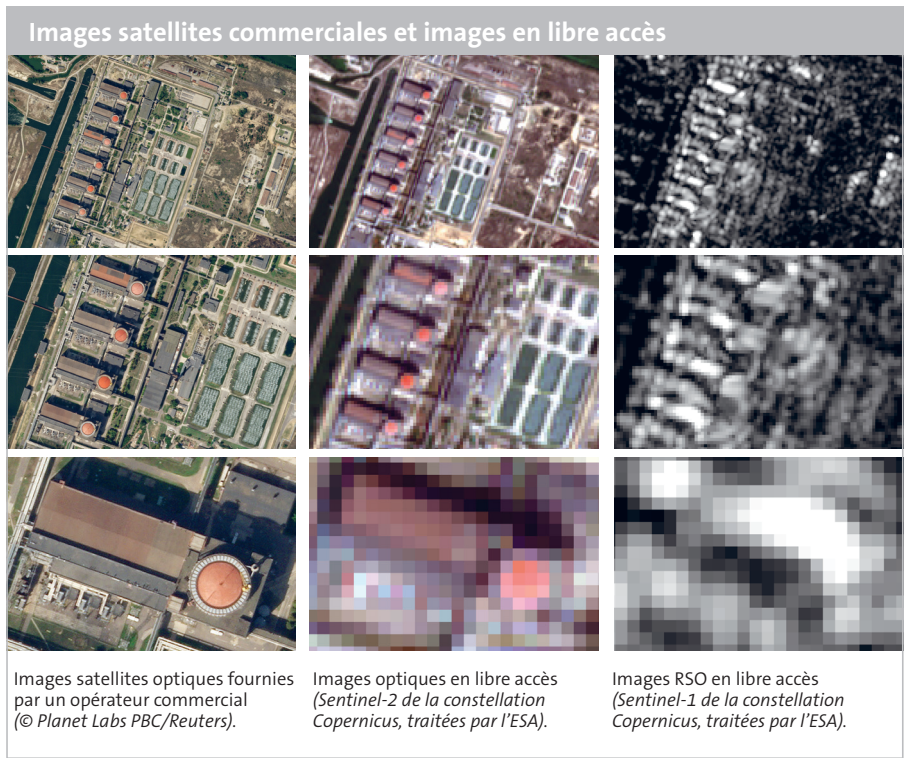 Images satellites commerciales et images en libre accès
Images satellites optiques fournies
par un opérateur commercial
(© Planet Labs PBC/Reuters).
Images optiques en libre accès
(Sentinel-2 de la constellation
Copernicus, traitées par l’ESA).
Images RSO en libre accès
(Sentinel-1 de la constellation
Copernicus, traitées par l’ESA).